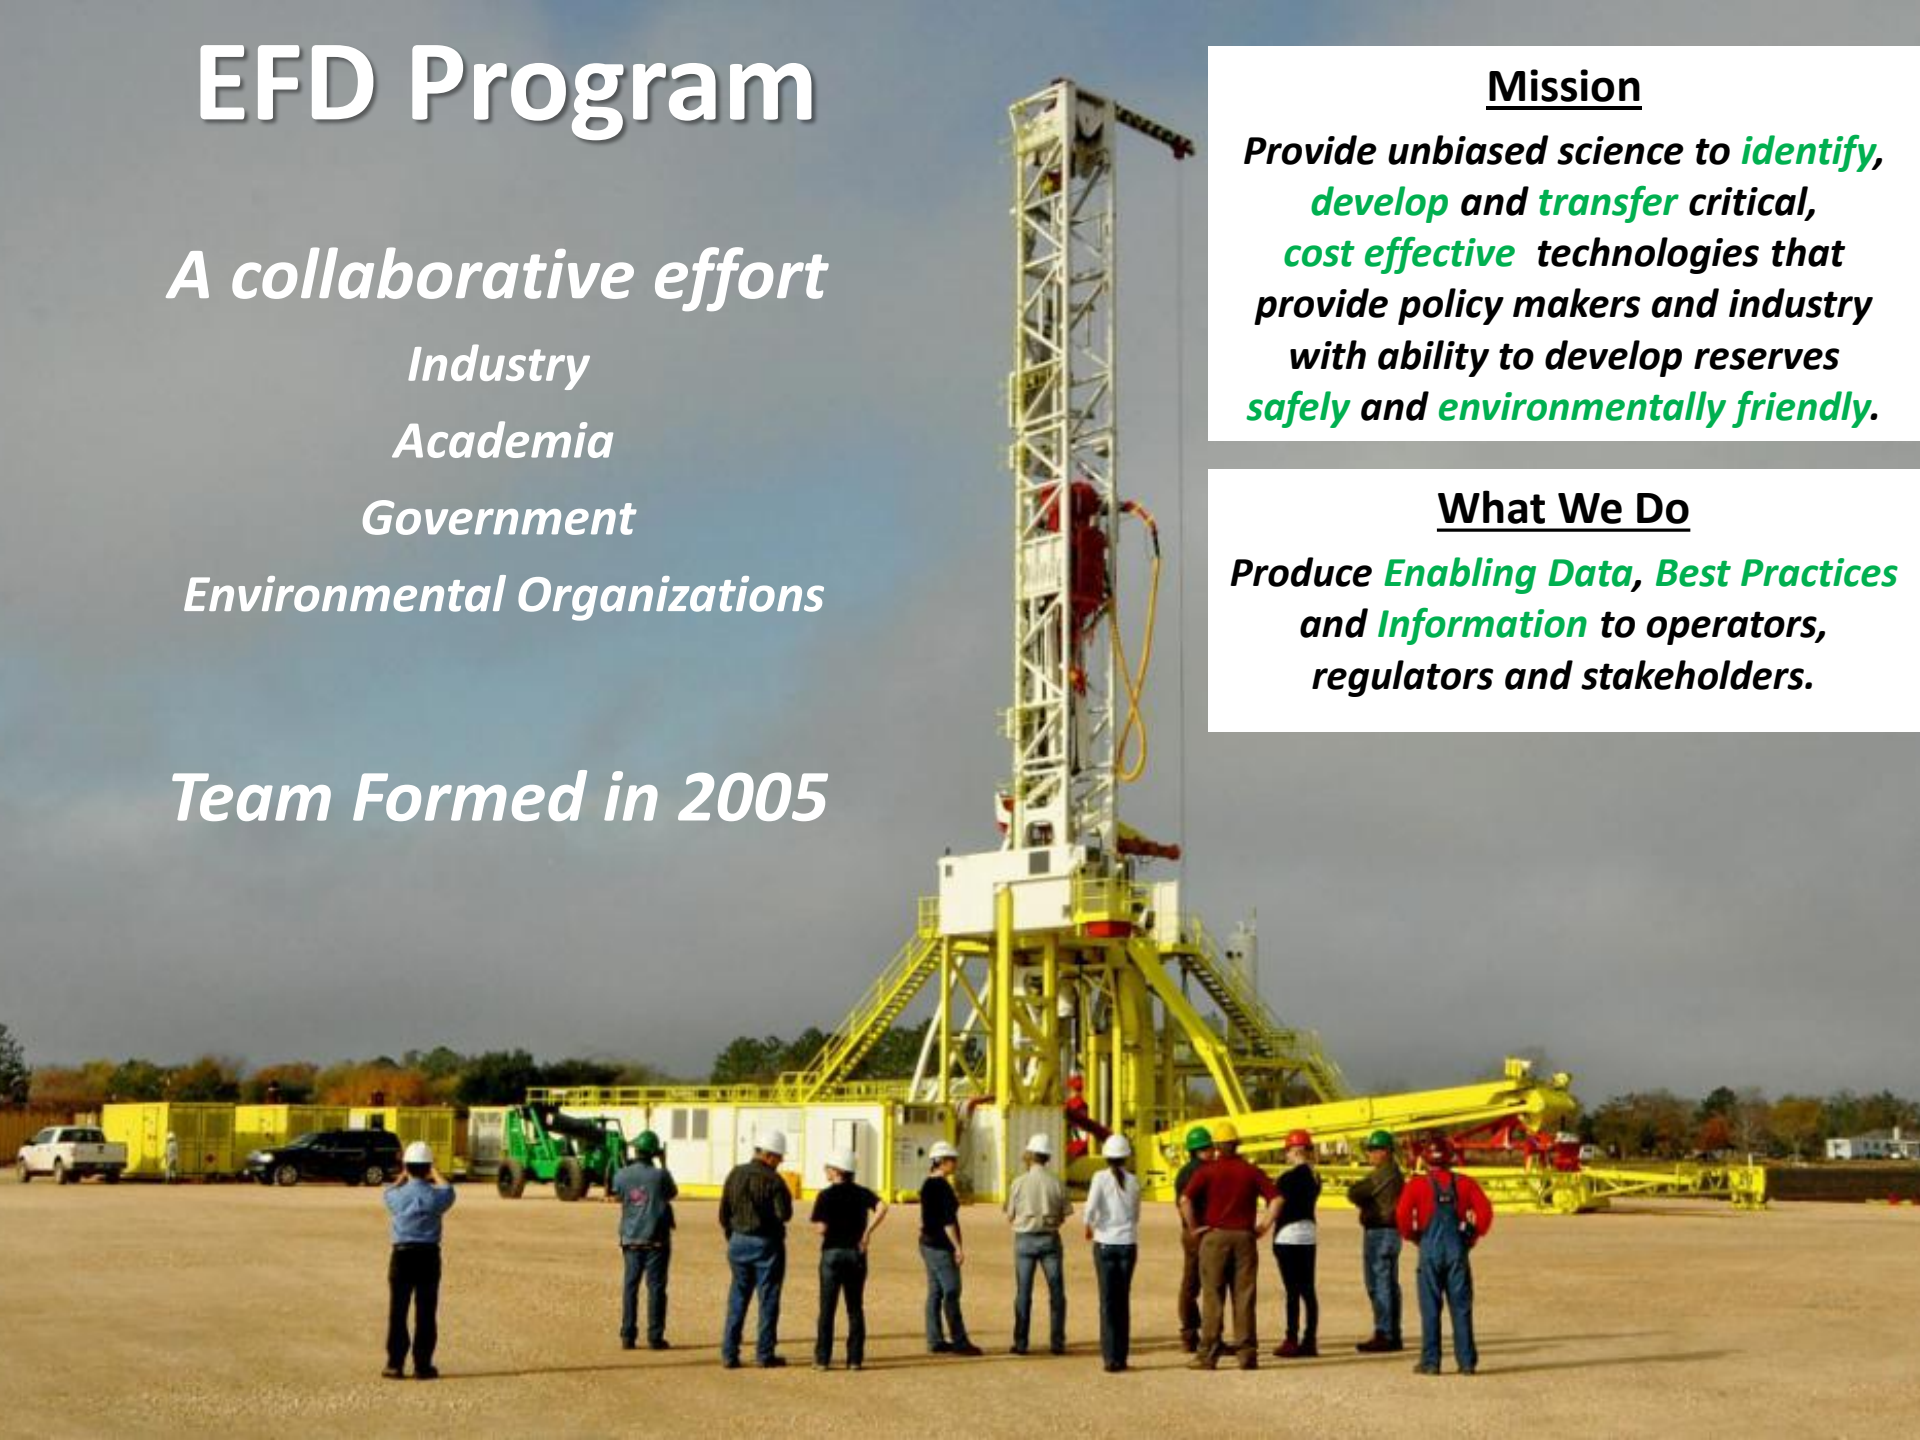 EFD Program
A collaborative effort
Industry
Academia
Government
Environmental Organizations
Team Formed in 2005
Mission
Provide unbiased science to identify,
develop and transfer critical,
cost effective technologies that
provide policy makers and industry
with ability to develop reserves
safely and environmentally friendly.
What We Do
Produce Enabling Data, Best Practices
and Information to operators,
regulators and stakeholders.